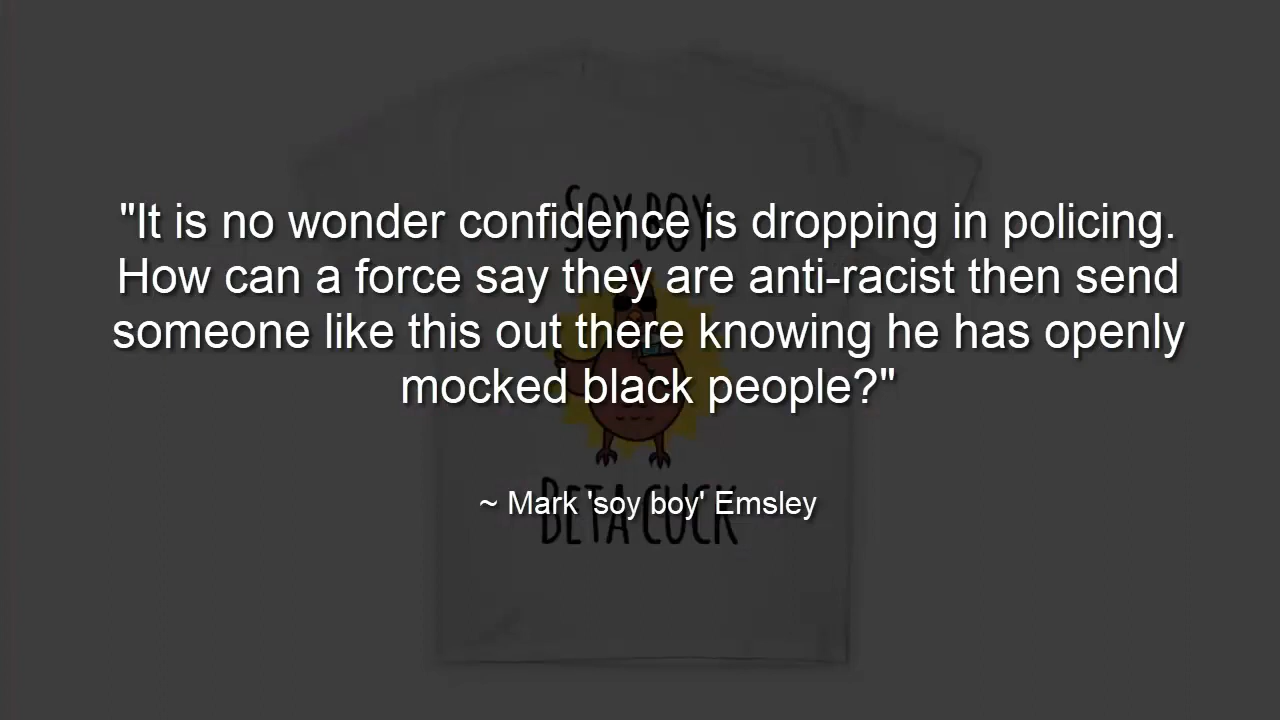 SOY BOY
"It is no wonder confidence is dropping in policing.
How can a force say they are anti-racist then send
someone like this out there knowing he has openly
mocked black people?"
~ Mark 'soy boy' Emsley
BETA CUCK